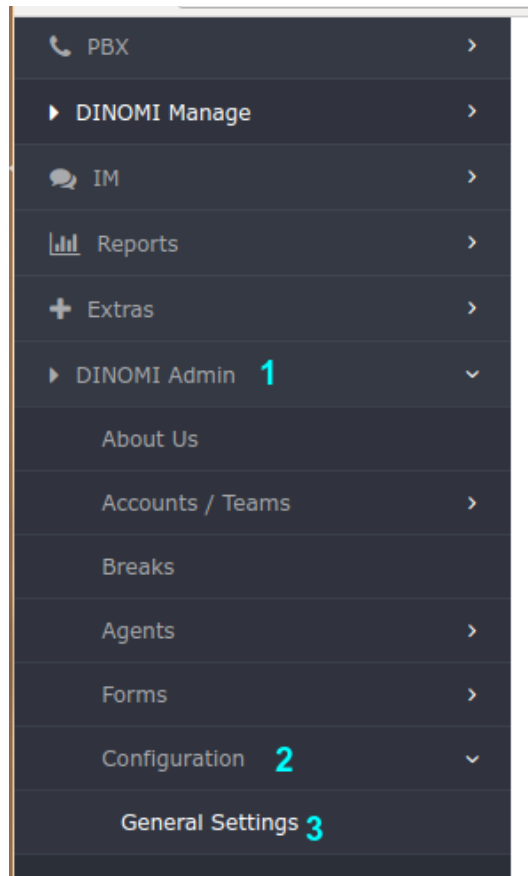 PBX
DINOMI Manage
IM
Reports
Extras
DINOMI Admin 1
About Us
Accounts / Teams
Breaks
Agents
Forms
Configuration 2
General Settings 3